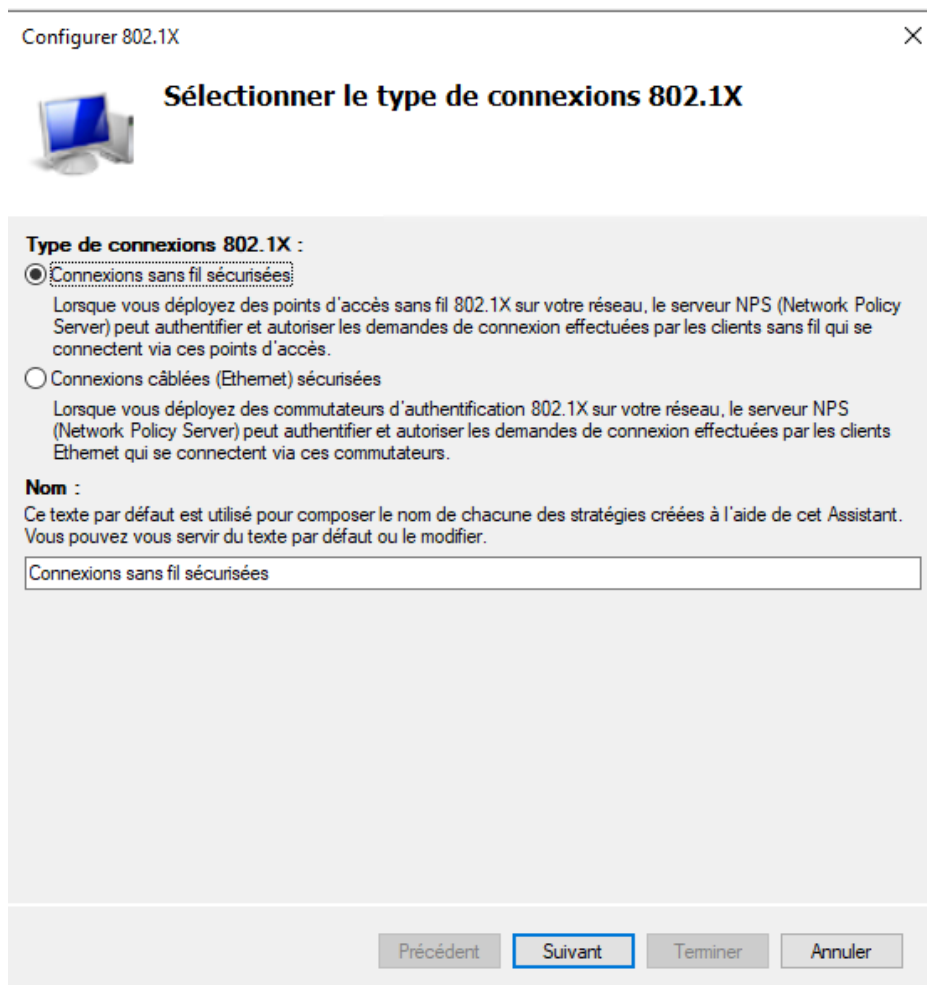 Configurer 802.1X
Sélectionner le type de connexions 802.1X
Type de connexions 802.1X :
Connexions sans fil sécurisées
Lorsque vous déployez des points d'accès sans fil 802.1X sur votre réseau, le serveur NPS (Network Policy
Server) peut authentifier et autoriser les demandes de connexion effectuées par les clients sans fil qui se
connectent via ces points d'accès.
Connexions câblées (Ethernet) sécurisées
Lorsque vous déployez des commutateurs d'authentification 802.1X sur votre réseau, le serveur NPS
(Network Policy Server) peut authentifier et autoriser les demandes de connexion effectuées par les clients
Ethernet qui se connectent via ces commutateurs.
Nom :
Ce texte par défaut est utilisé pour composer le nom de chacune des stratégies créées à l'aide de cet Assistant.
Vous pouvez vous servir du texte par défaut ou le modifier.
Connexions sans fil sécurisées
Précédent Suivant Terminer Annuler